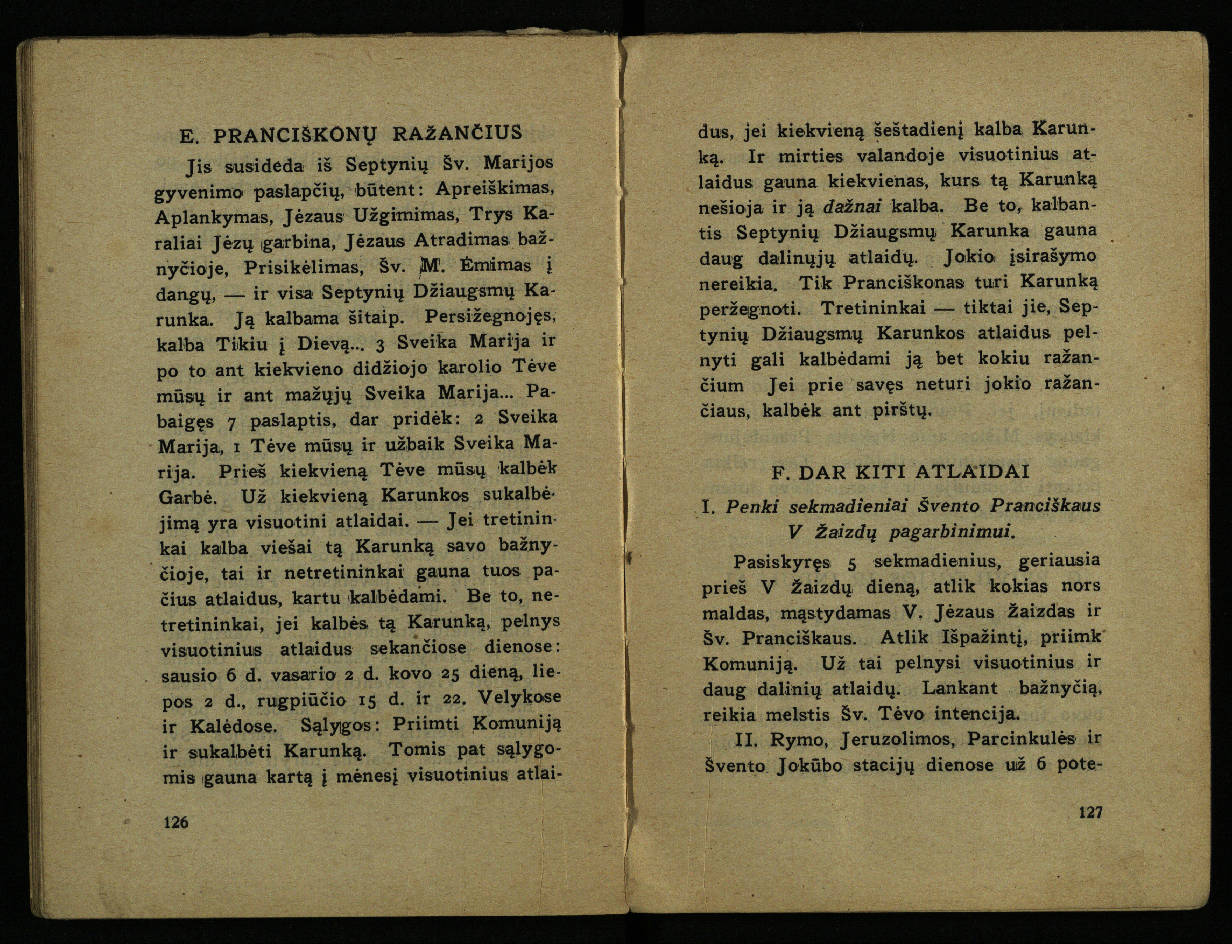 E. PRANCIŠKONŲ RAŽANČIUS
Jis susideda iš Septynių Šv. Marijos
gyvenimo paslapčių, būtent: Apreiškimas,
Aplankymas, Jėzaus Užgimimas, Trys Ka-
raliai Jėzų garbina, Jėzaus Atradimas baž-
nyčioje, Prisikėlimas, Šv. M. Ėmimas į
dangų, — ir visa Septynių Džiaugsmų Ka-
runka. Ją kalbama šitaip. Persižegnojęs,
kalba Tikiu į Dievą... 3 Sveika Marija ir
po to ant kiekvieno didžiojo karolio Tėve
mūsų ir ant mažųjų Sveika Marija... Pa-
baigęs 7 paslaptis, dar pridėk: 2 Sveika
Marija, 1 Tėve mūsų ir užbaik Sveika Ma-
rija. Prieš kiekvieną Tėve mūsų kalbėk
Garbė. Už kiekvieną Karunkos sukalbė-
jimą yra visuotini atlaidai. — Jei tretinin-
kai kalba viešai tą Karunką savo bažny-
čioje, tai ir netretininkai gauna tuos pa-
čius atlaidus, kartu kalbėdami. Be to, ne-
tretininkai, jei kalbės tą Karunką, pelnys
visuotinius atlaidus sekančiose dienose:
sausio 6 d. vasario 2 d. kovo 25 dieną, lie-
pos 2 d., rugpiūčio 15 d. ir 22. Velykose
ir Kalėdose. Sąlygos: Priimti Komuniją
ir sukalbėti Karunką. Tomis pat sąlygo-
mis gauna kartą į mėnesį visuotinius atlai-
126
dus, jei kiekvieną šeštadienį kalba Karun-
ką. Ir mirties valandoje visuotinius at-
laidus gauna kiekvienas, kurs tą Karunką
nešioja ir ją dažnai kalba. Be to, kalban-
tis Septynių Džiaugsmų Karunka gauna
daug dalinųjų atlaidų. Jokio įsirašymo
nereikia. Tik Pranciškonas turi Karunką
peržegnoti. Tretininkai — tiktai jie, Sep-
tynių Džiaugsmų Karunkos atlaidus pel-
nyti gali kalbėdami ją bet kokiu ražan-
čium Jei prie savęs neturi jokio ražan-
čiaus, kalbėk ant pirštų.
F. DAR KITI ATLAIDAI
I. Penki sekmadieniai Švento Pranciškaus
V Žaizdų pagarbinimui.
Pasiskyręs 5 sekmadienius, geriausia
prieš V Žaizdų dieną, atlik kokias nors
maldas, mąstydamas V. Jėzaus Žaizdas ir
Šv. Pranciškaus. Atlik Išpažintį, priimk
Komuniją. Už tai pelnysi visuotinius ir
daug dalinių atlaidų. Lankant bažnyčią,
reikia melstis Šv. Tėvo intencija.
II. Rymo, Jeruzolimos, Parcinkulės ir
Švento Jokūbo stacijų dienose už 6 pote-
127